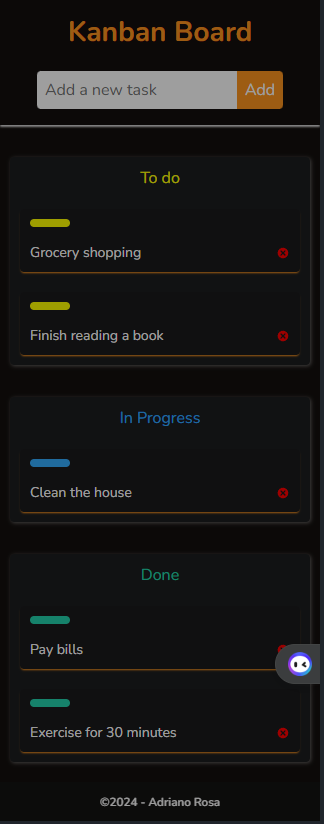 Kanban Board
Add a new task Add
To do
Grocery shopping
Finish reading a book
In Progress
Clean the house
Done
Pay bills
Exercise for 30 minutes
©2024 - Adriano Rosa